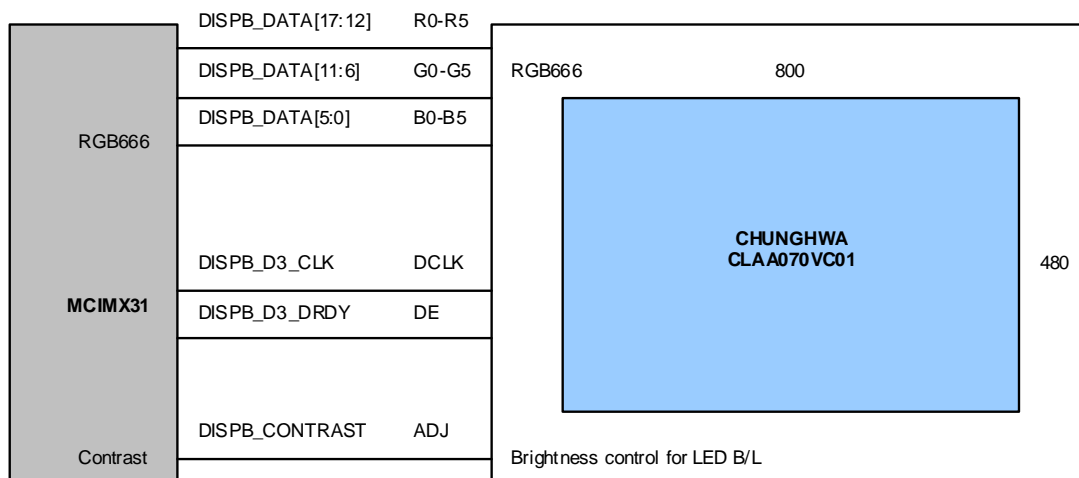 DISPB_DATA[17:12] R0-R5
DISPB_DATA[11:6] G0-G5 RGB666 800
DISPB_DATA[5:0] B0-B5
RGB666
CHUNGHWA
CLAA070VC01
DISPB_D3_CLK DCLK 480
MCIMX31 DISPB_D3_DRDY DE
DISPB_CONTRAST ADJ
Contrast Brightness control for LED B/L